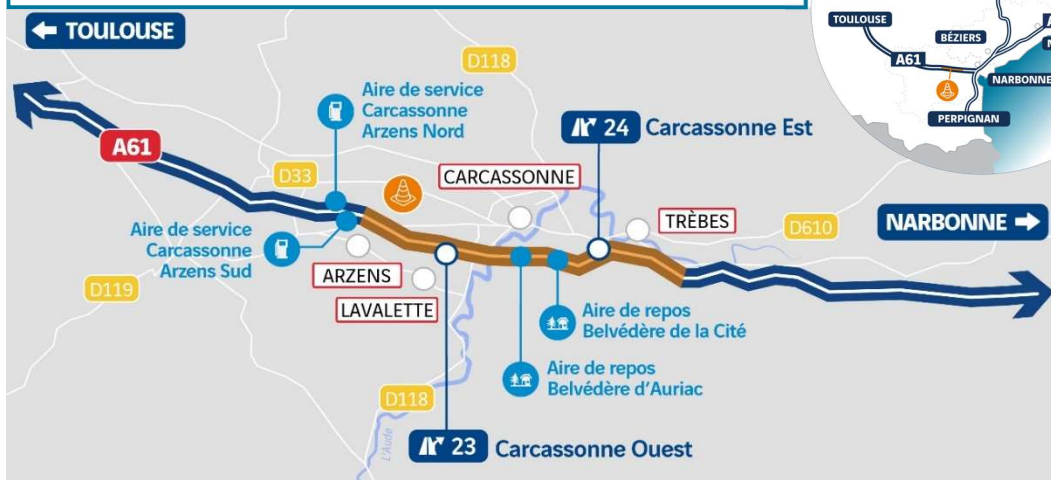 ← TOULOUSE
TOULOUSE
BÉZIERS
A61
NARBONNE
PERPIGNAN
D118
Aire de service
Carcassonne
Arzens Nord
24 Carcassonne Est
A61
D33
CARCASSONNE
TRÈBES
D610
NARBONNE →
Aire de service
Carcassonne
Arzens Sud
ARZENS
D119
LAVALETTE
Aire de repos
Belvédère de la Cité
Aire de repos
Belvédère d'Auriac
D118
L'Aude
23 Carcassonne Ouest